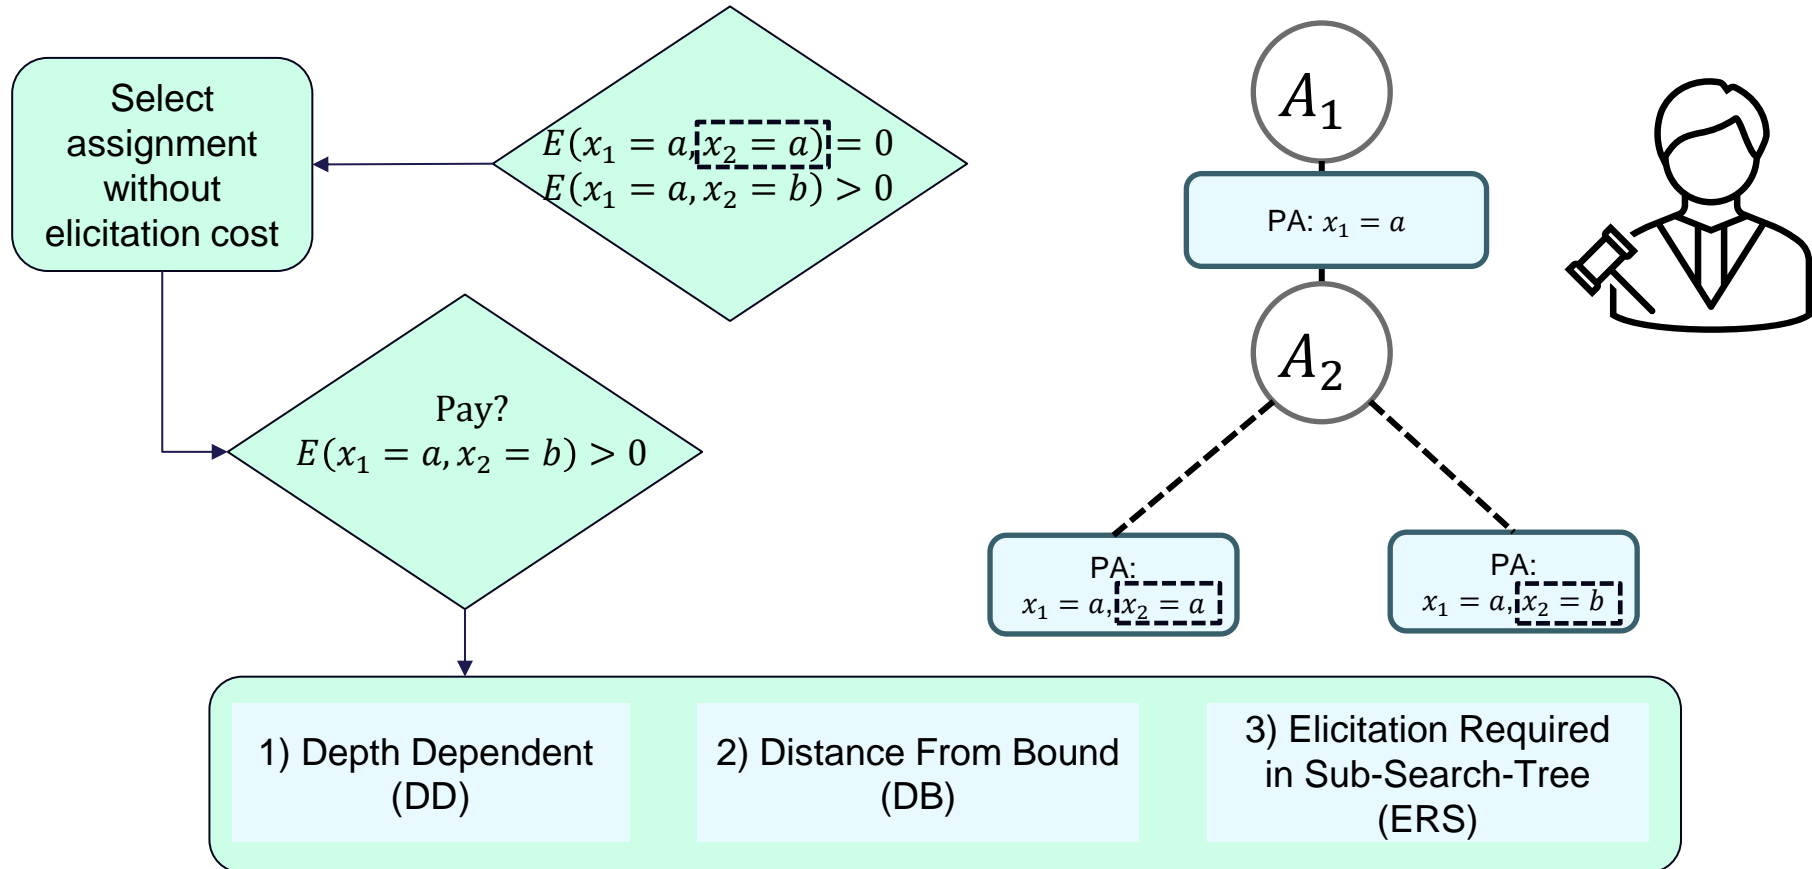 Select
assignment
without
elicitation cost
E(x₁ = a, x₂ = a) = 0
E(x₁ = a, x₂ = b) > 0
Pay?
E(x₁ = a, x₂ = b) > 0
A₁
PA: x₁ = a
A₂
PA:
x₁ = a, x₂ = a
PA:
x₁ = a, x₂ = b
1) Depth Dependent
(DD)
2) Distance From Bound
(DB)
3) Elicitation Required
in Sub-Search-Tree
(ERS)